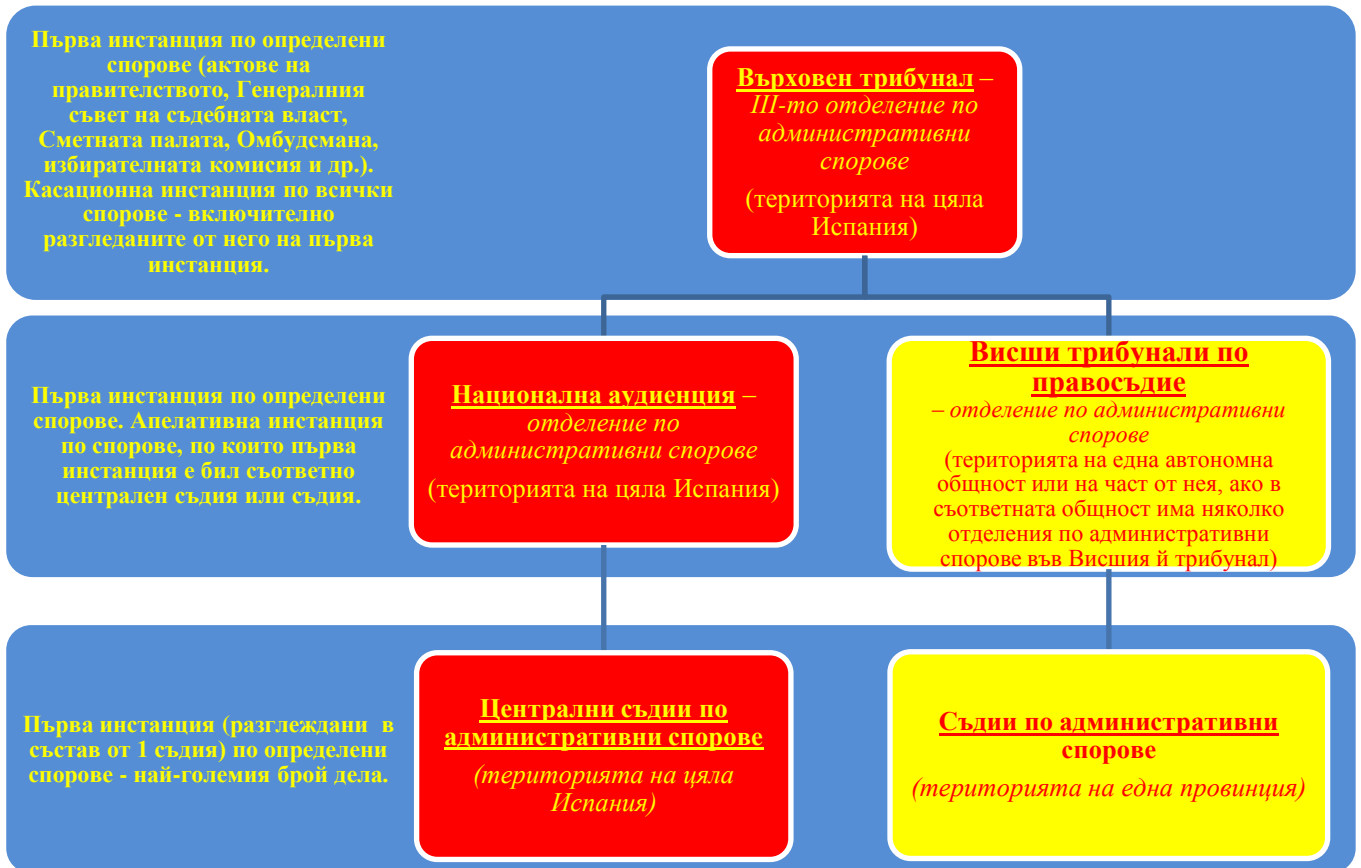 Първа инстанция по определени
спорове (актове на
правителството, Генералния
съвет на съдебната власт,
Сметната палата, Омбудсмана,
избирателната комисия и др.).
Касационна инстанция по всички
спорове - включително
разгледаните от него на първа
инстанция.
Върховен трибунал –
III-то отделение по
административни
спорове
(територията на цяла
Испания)
Първа инстанция по определени
спорове. Апелативна инстанция
по спорове, по които първа
инстанция е бил съответно
централен съдия или съдия.
Национална аудиенция –
отделение по
административни спорове
(територията на цяла Испания)
Висши трибунали по
правосъдие
– отделение по административни
спорове
(територията на една автономна
общност или на част от нея, ако в
съответната общност има няколко
отделения по административни
спорове във Висшия й трибунал)
Първа инстанция (разглеждани в
състав от 1 съдия) по определени
спорове - най-големия брой дела.
Централни съдии по
административни спорове
(територията на цяла
Испания)
Съдии по административни
спорове
(територията на една провинция)